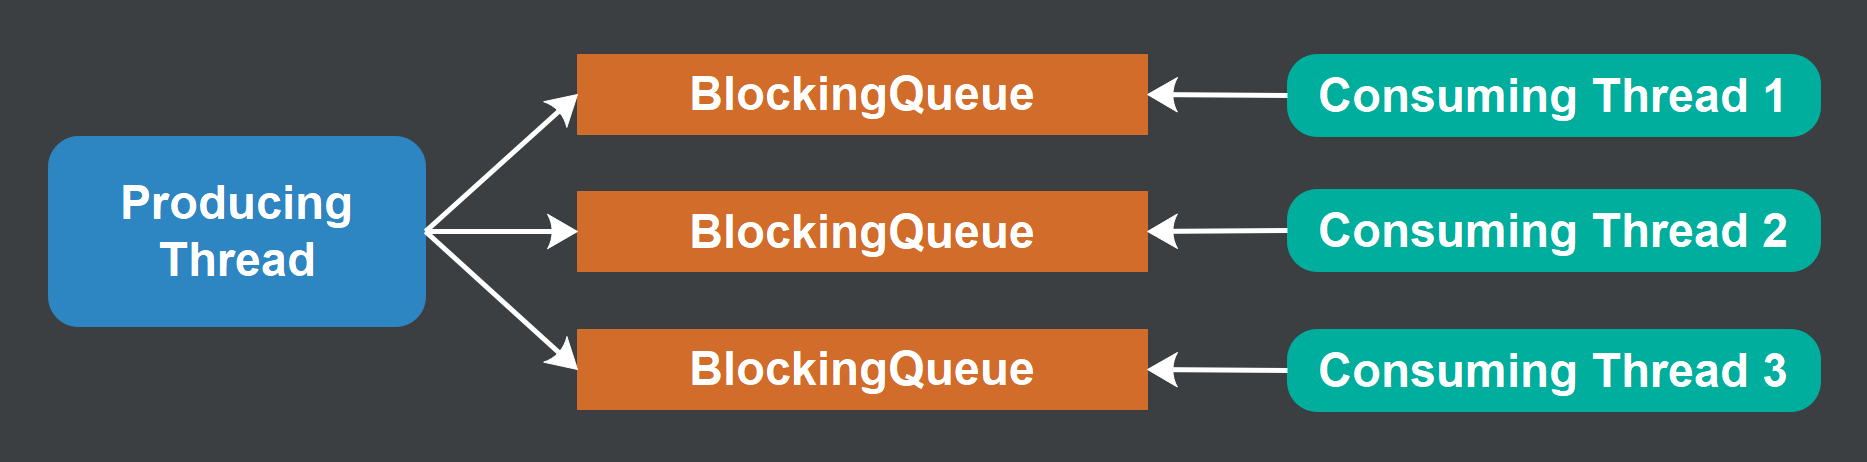 Producing
Thread
BlockingQueue
Consuming Thread 1
BlockingQueue
Consuming Thread 2
BlockingQueue
Consuming Thread 3